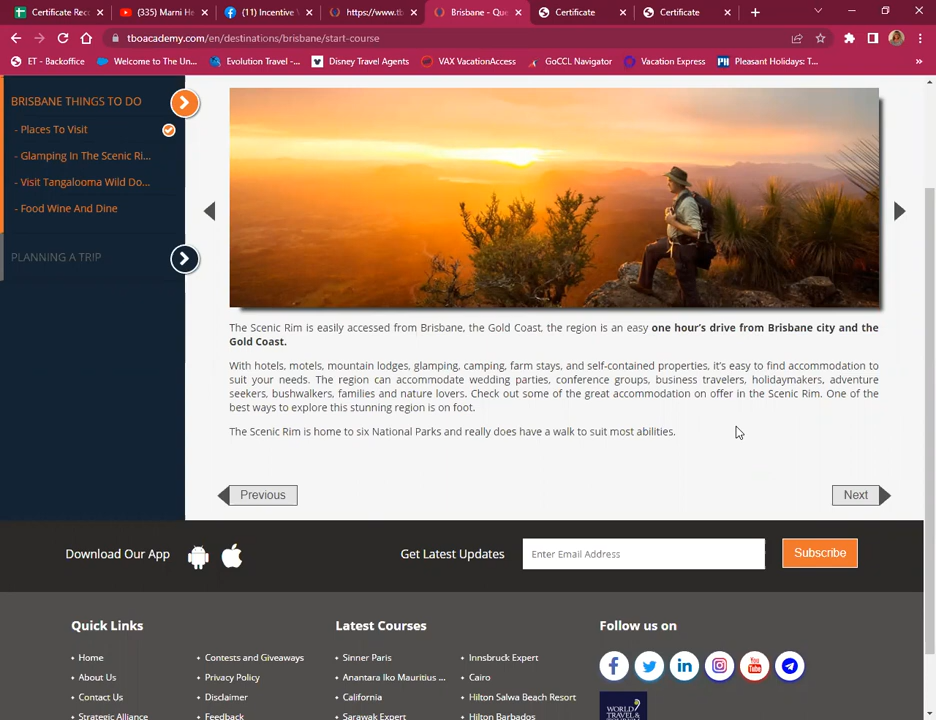 Certificate Rec
(335) Marni He
(11) Incentive
https://www.tb
Brisbane - Que
Certificate
Certificate
tboacademy.com/en/destinations/brisbane/start-course
ET - Backoffice
Welcome to The Un...
Evolution Travel -...
Disney Travel Agents
VAX VacationAccess
GoCCL Navigator
Vacation Express
Pleasant Holidays: T...
BRISBANE THINGS TO DO
- Places To Visit
- Glamping In The Scenic Ri...
- Visit Tangalooma Wild Do...
- Food Wine And Dine
PLANNING A TRIP
The Scenic Rim is easily accessed from Brisbane, the Gold Coast, the region is an easy one hour's drive from Brisbane city and the
Gold Coast.
With hotels, motels, mountain lodges, glamping, camping, farm stays, and self-contained properties, it's easy to find accommodation to
suit your needs. The region can accommodate wedding parties, conference groups, business travelers, holidaymakers, adventure
seekers, bushwalkers, families and nature lovers. Check out some of the great accommodation on offer in the Scenic Rim. One of the
best ways to explore this stunning region is on foot.
The Scenic Rim is home to six National Parks and really does have a walk to suit most abilities.
Previous
Next
Download Our App
Get Latest Updates
Enter Email Address
Subscribe
Quick Links
Home
About Us
Contact Us
Strategic Alliance
Contests and Giveaways
Privacy Policy
Disclaimer
Feedback
Latest Courses
Sinner Paris
Anantara Iko Mauritius ...
California
Sarawak Expert
Innsbruck Expert
Cairo
Hilton Salwa Beach Resort
Hilton Barbados
Follow us on
You
Tube
WORLD
TRAVEL &